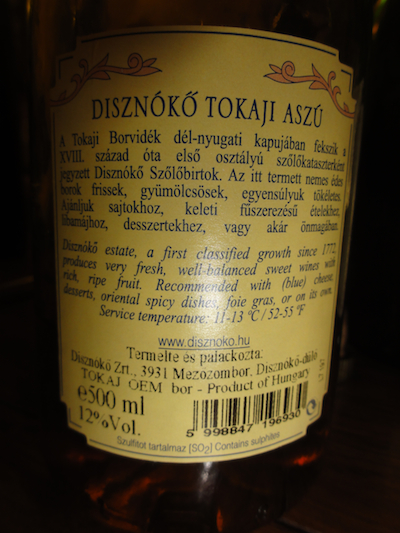 DISZNÓKŐ TOKAJI ASZÚ
A Tokaji Borvidék dél-nyugati kapujában fekszik a
XVIII. század óta első osztályú szőlőkataszterként
jegyzett Disznókő Szőlőbirtok. Az itt termett nemes édes
borok frissek, gyümölcsösek, egyensúlyuk tökéletes.
Ajánljuk sajtokhoz, keleti fűszerezésű ételekhez,
libamájhoz, desszertekhez, vagy akár önmagában.
Disznókő estate, a first classified growth since 1772,
produces very fresh, well-balanced sweet wines with
rich, ripe fruit. Recommended with (blue) cheese,
desserts, oriental spicy dishes, foie gras, or on its own.
Service temperature: 11-13 °C / 52-55 °F
www.disznoko.hu
Termelte és palackozta:
Disznókő Zrt., 3931 Mezőzombor, Disznókő-dűlő
TOKAJ OEM bor - Product of Hungary
e500 ml
12%Vol.
5 998847 196930
Szulfitot tartalmaz [SO2] Contains sulphites